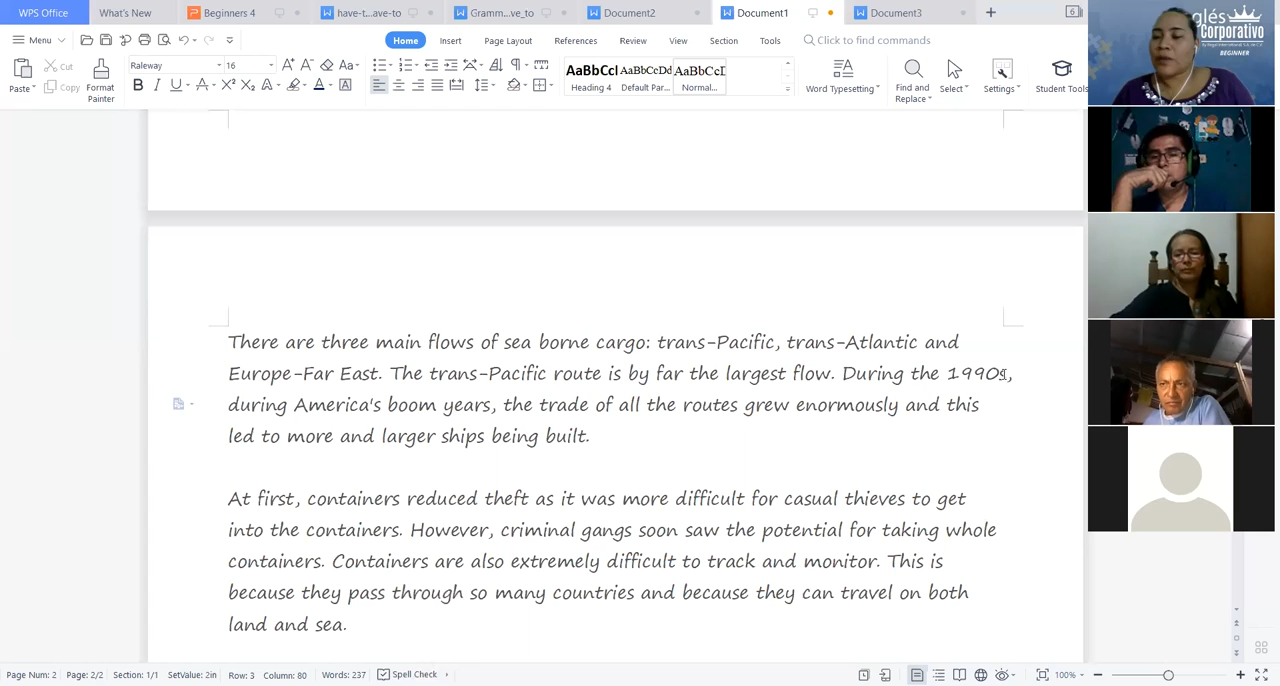 WPS Office What's New Beginners 4 have-t...ave-to Gramm...ve_to Document2 Document1 Document3 6
Menu Home Insert Page Layout References Review View Section Tools Click to find commands
Paste Cut Copy Format Painter Raleway 16 AaBbCcI AaBbCcDd AaBbCcD Heading 4 Default Par... Normal... Word Typesetting Find and Replace Select Settings Student Tools
glés
orporativo
BEGINNER
There are three main flows of sea borne cargo: trans-Pacific, trans-Atlantic and
Europe-Far East. The trans-Pacific route is by far the largest flow. During the 1990s,
during America's boom years, the trade of all the routes grew enormously and this
led to more and larger ships being built.
At first, containers reduced theft as it was more difficult for casual thieves to get
into the containers. However, criminal gangs soon saw the potential for taking whole
containers. Containers are also extremely difficult to track and monitor. This is
because they pass through so many countries and because they can travel on both
land and sea.
Page Num: 2 Page: 2/2 Section: 1/1 SetValue: 2in Row: 3 Column: 80 Words: 237 Spell Check 100%